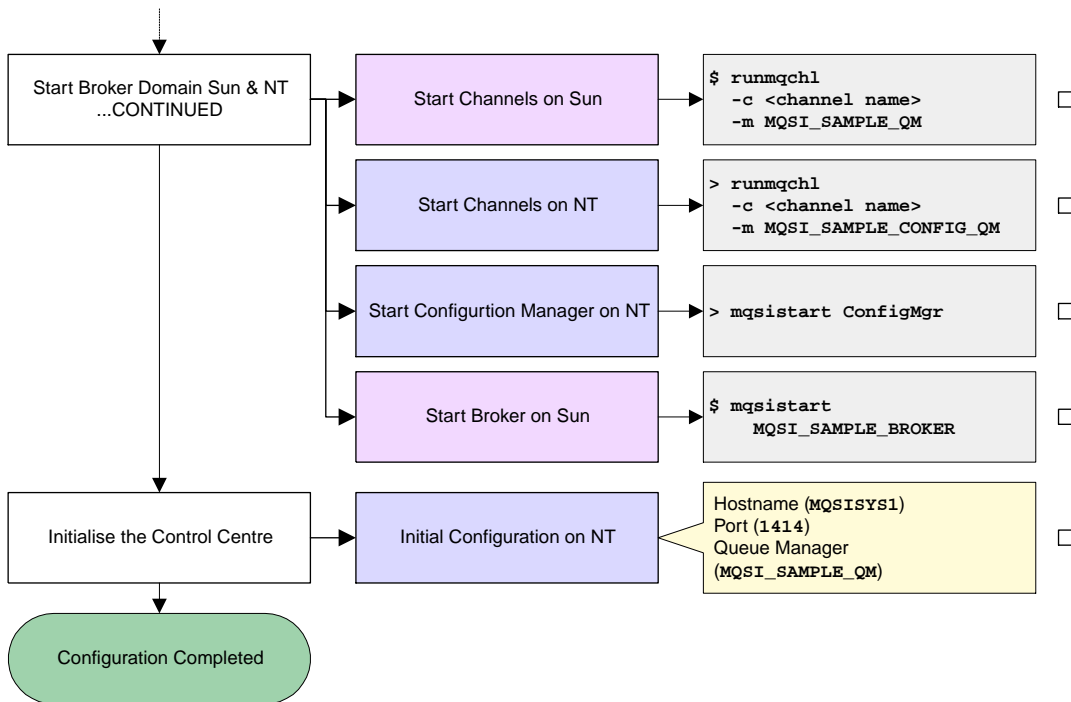 Start Broker Domain Sun & NT
...CONTINUED
Start Channels on Sun
$ runmqchl
-c <channel name>
-m MQSI_SAMPLE_QM
Start Channels on NT
> runmqchl
-c <channel name>
-m MQSI_SAMPLE_CONFIG_QM
Start Configurtion Manager on NT
> mqsistart ConfigMgr
Start Broker on Sun
$ mqsistart
MQSI_SAMPLE_BROKER
Initialise the Control Centre
Initial Configuration on NT
Hostname (MQSISYS1)
Port (1414)
Queue Manager
(MQSI_SAMPLE_QM)
Configuration Completed